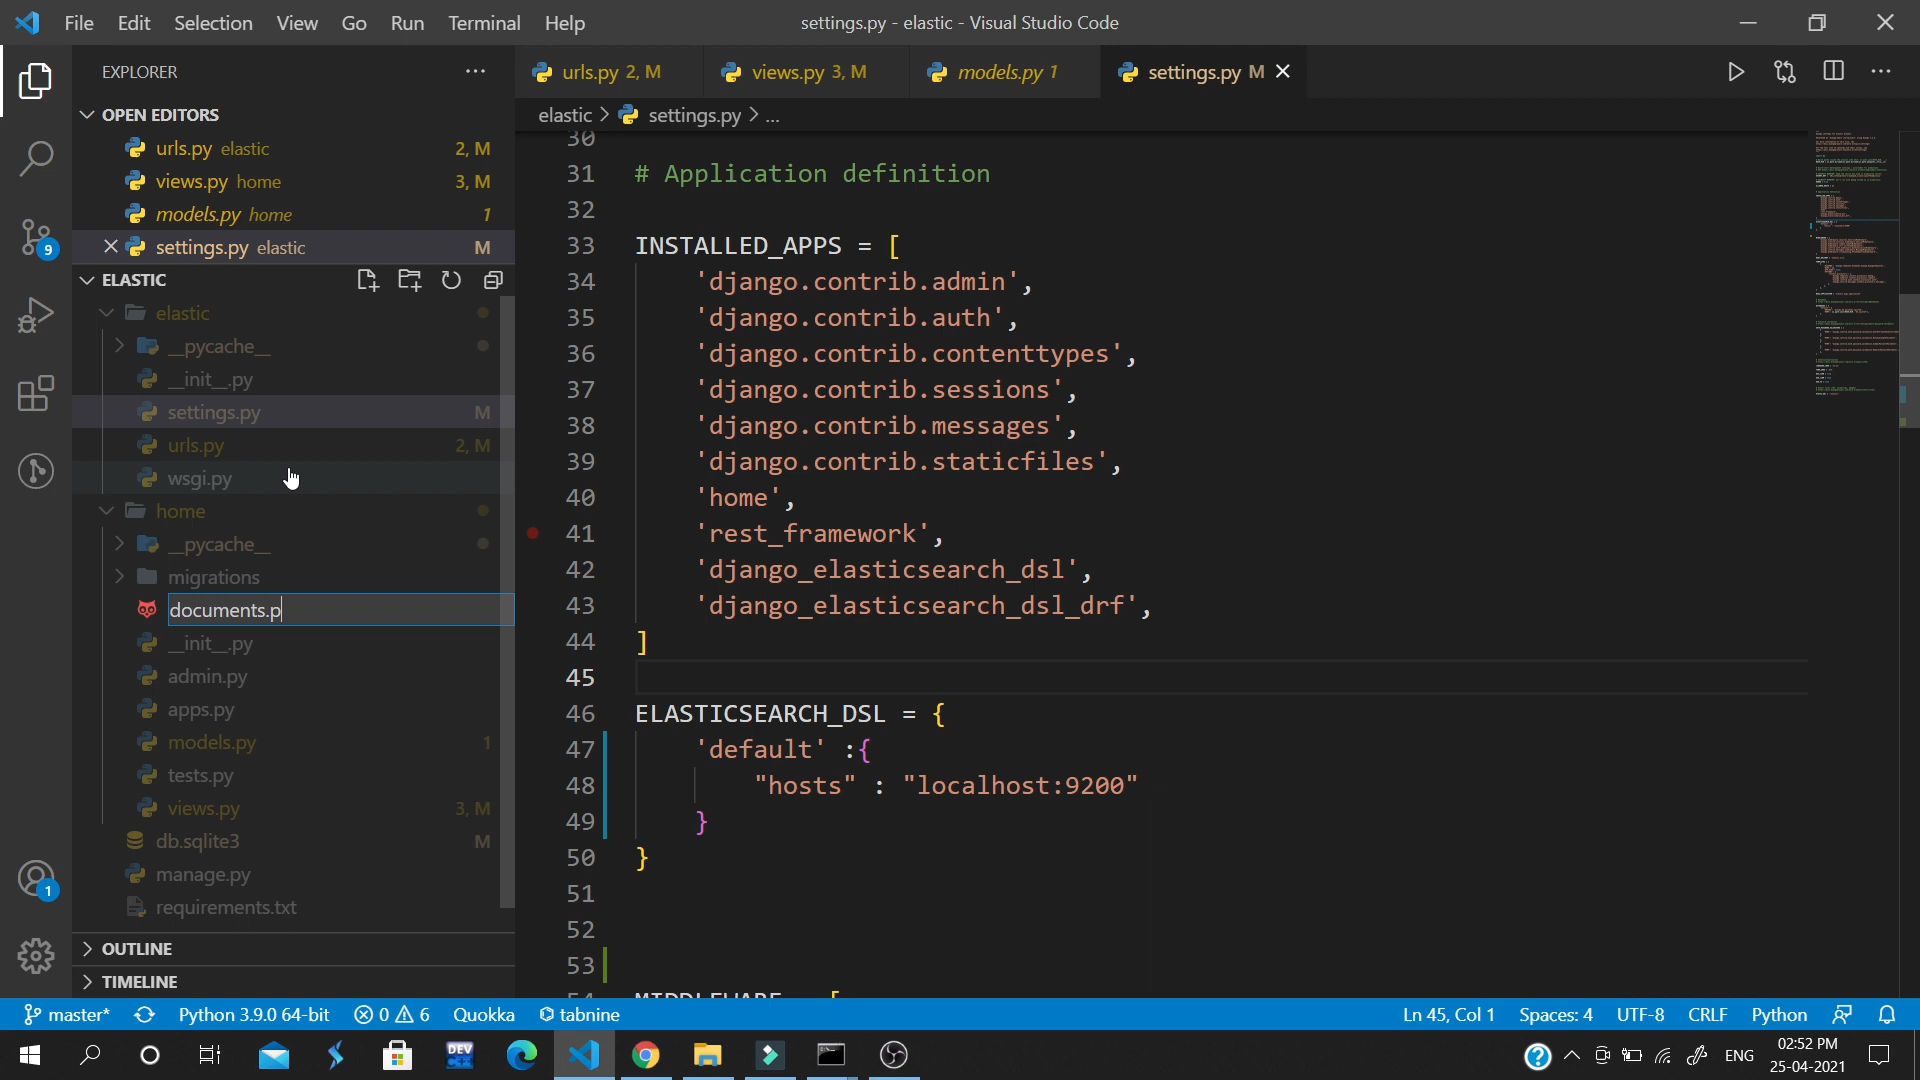 File Edit Selection View Go Run Terminal Help
settings.py - elastic - Visual Studio Code
EXPLORER
OPEN EDITORS
urls.py elastic 2, M
views.py home 3, M
models.py home 1
settings.py elastic M
ELASTIC
elastic
__pycache__
__init__.py
settings.py M
urls.py 2, M
wsgi.py
home
__pycache__
migrations
documents.p
__init__.py
admin.py
apps.py
models.py 1
tests.py
views.py 3, M
db.sqlite3 M
manage.py
requirements.txt
OUTLINE
TIMELINE
9
1
urls.py 2, M views.py 3, M models.py 1 settings.py M
elastic > settings.py > ...
30
31 # Application definition
32
33 INSTALLED_APPS = [
34 'django.contrib.admin',
35 'django.contrib.auth',
36 'django.contrib.contenttypes',
37 'django.contrib.sessions',
38 'django.contrib.messages',
39 'django.contrib.staticfiles',
40 'home',
41 'rest_framework',
42 'django_elasticsearch_dsl',
43 'django_elasticsearch_dsl_drf',
44 ]
45
46 ELASTICSEARCH_DSL = {
47 'default' :{
48 "hosts" : "localhost:9200"
49 }
50 }
51
52
53
54 MIDDLEWARE = [
master* Python 3.9.0 64-bit 0 6 Quokka tabnine Ln 45, Col 1 Spaces: 4 UTF-8 CRLF Python
DEV C++
ENG
02:52 PM
25-04-2021